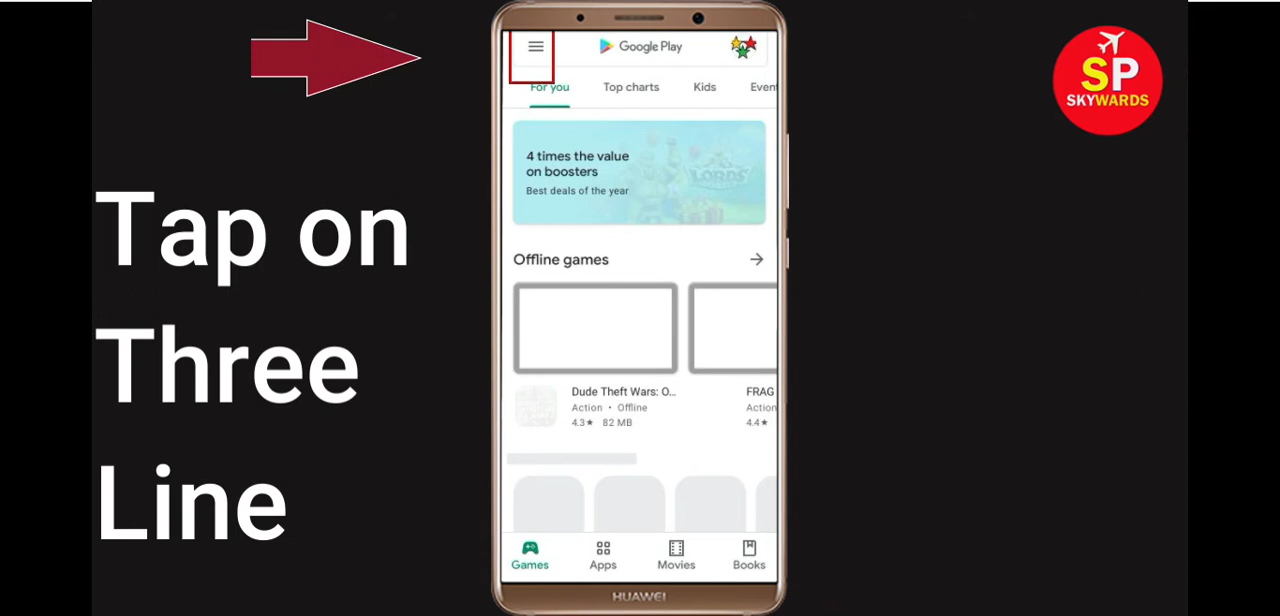 Google Play
SP
SKYWARDS
For you Top charts Kids Even
4 times the value
on boosters
Best deals of the year
LORDS
Tap on
Three
Line
Offline games
Dude Theft Wars: O...
Action • Offline
4.3★ 82 MB
FRAG
Action
4.4★
Games Apps Movies Books
HUAWEI